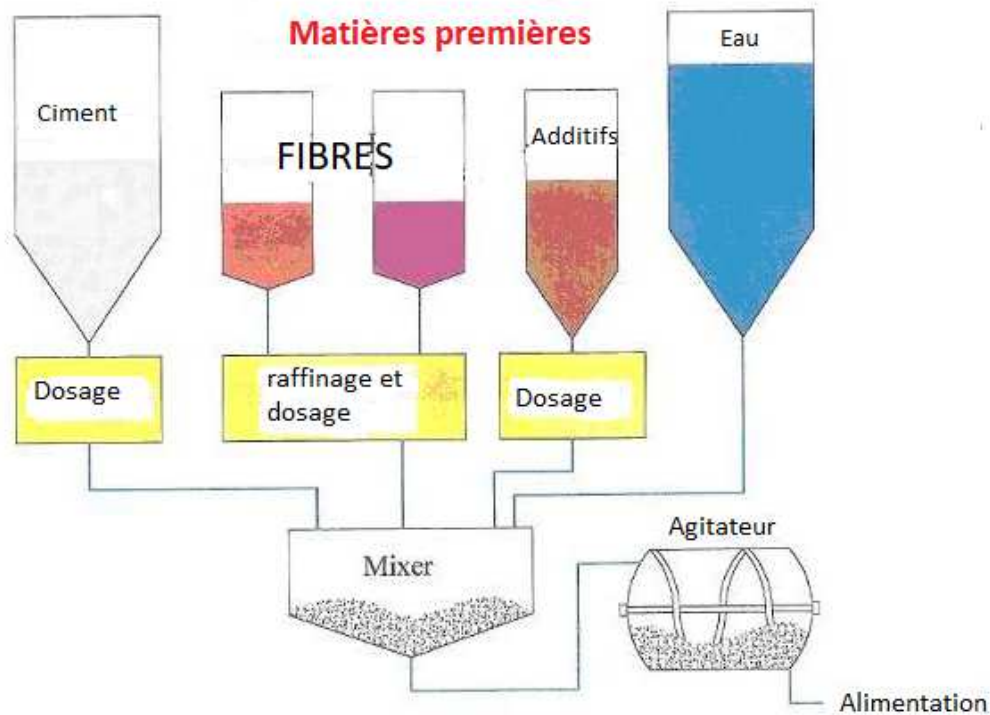 Matières premières
Eau
Ciment
FIBRES
Additifs
Dosage
raffinage et
dosage
Dosage
Agitateur
Mixer
Alimentation